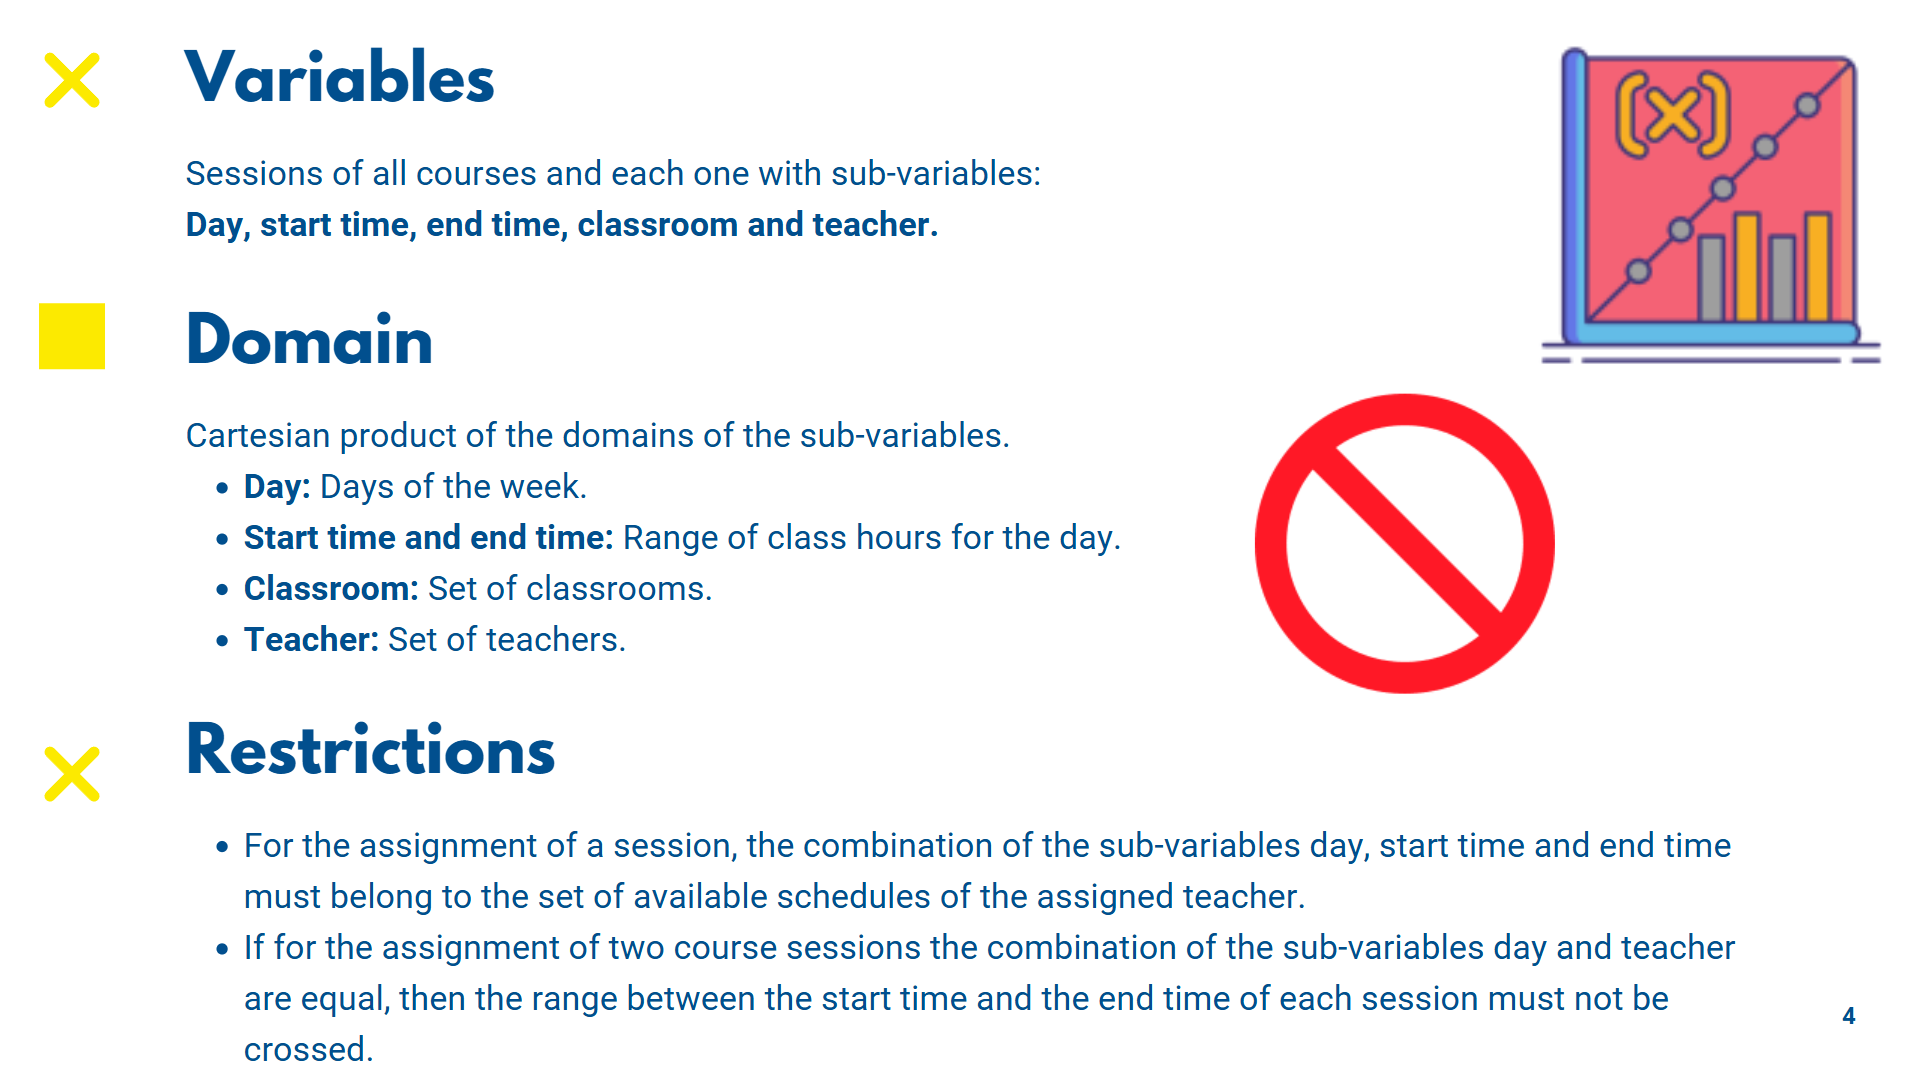 Variables
Sessions of all courses and each one with sub-variables:
Day, start time, end time, classroom and teacher.
(x)
Domain
Cartesian product of the domains of the sub-variables.
• Day: Days of the week.
• Start time and end time: Range of class hours for the day.
• Classroom: Set of classrooms.
• Teacher: Set of teachers.
Restrictions
• For the assignment of a session, the combination of the sub-variables day, start time and end time
must belong to the set of available schedules of the assigned teacher.
• If for the assignment of two course sessions the combination of the sub-variables day and teacher
are equal, then the range between the start time and the end time of each session must not be
crossed.
4